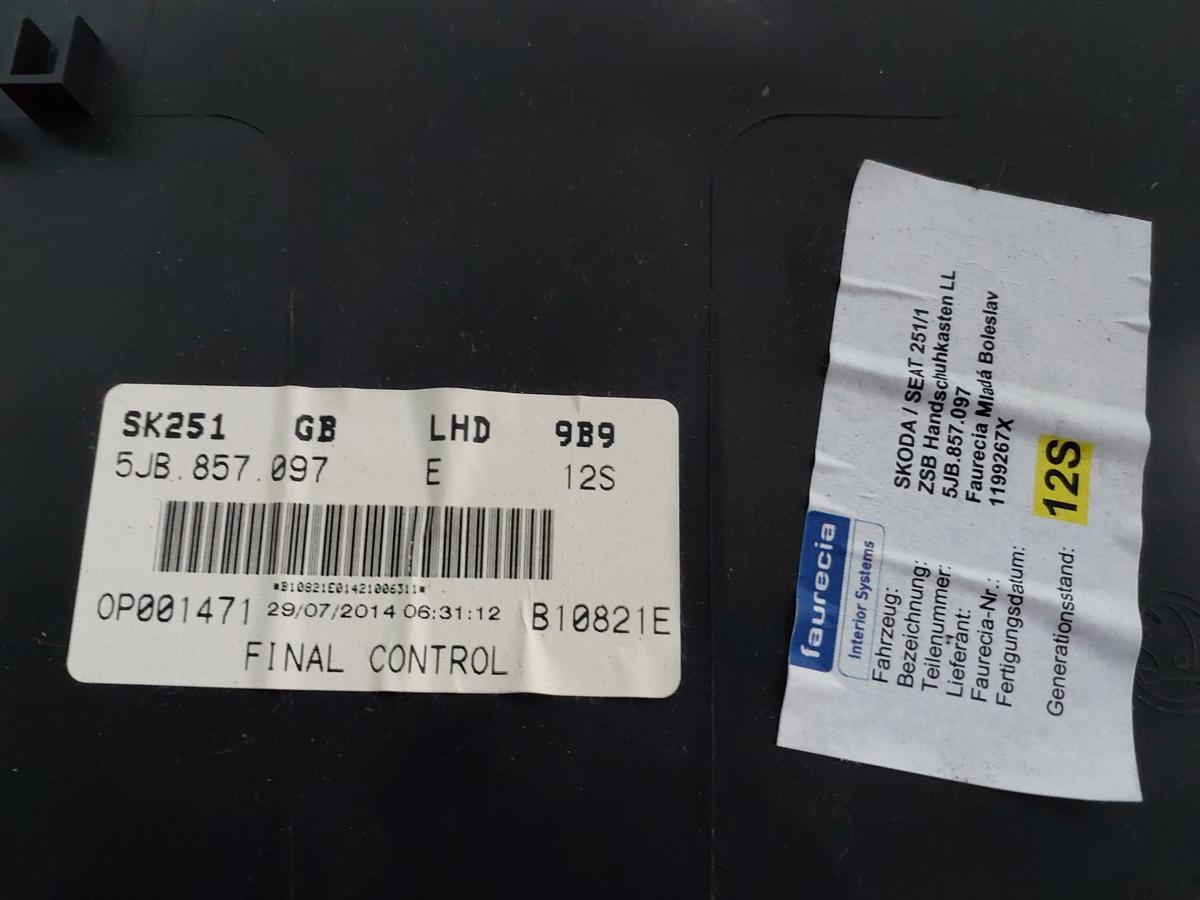 SK251 GB LHD 9B9
5JB.857.097 E 12S
*B10821E01421006311*
OP001471 29/07/2014 06:31:12 B10821E
FINAL CONTROL
faurecia
Interior Systems
Fahrzeug: SKODA / SEAT 251/1
Bezeichnung: ZSB Handschuhkasten LL
Teilenummer: 5JB.857.097
Lieferant: Faurecia Mladá Boleslav
Faurecia-Nr.: 1199267X
Fertigungsdatum:
Generationsstand: 12S